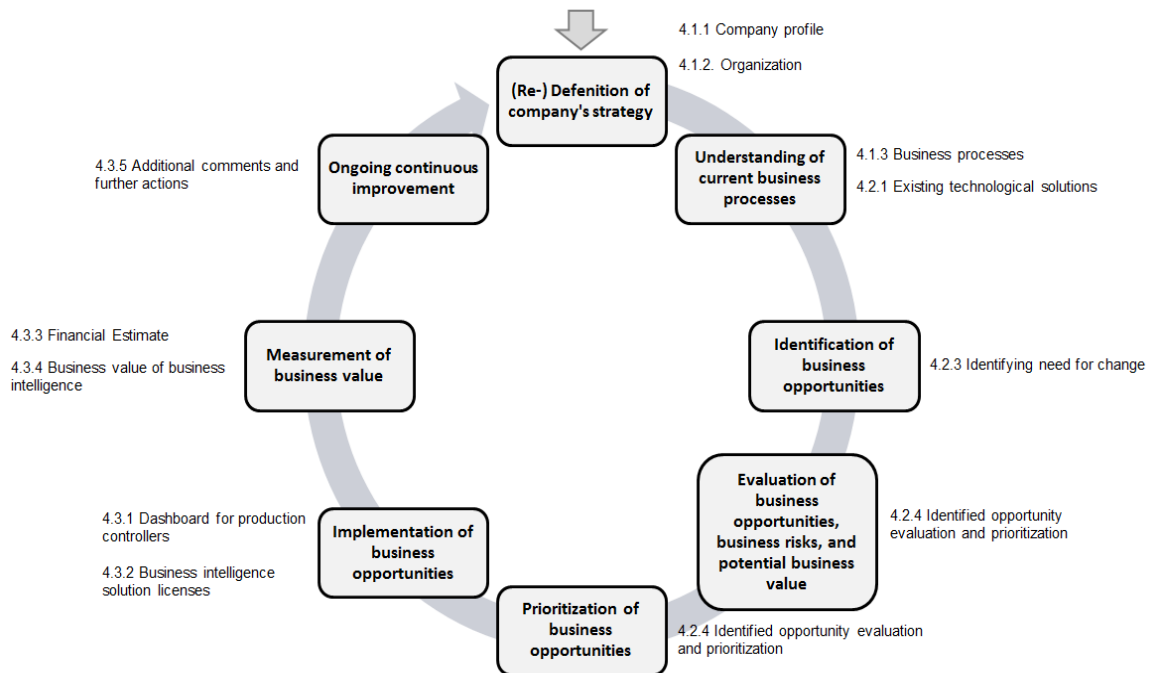 4.1.1 Company profile
4.1.2. Organization
(Re-) Defenition of
company's strategy
Understanding of
current business
processes
4.1.3 Business processes
4.2.1 Existing technological solutions
Identification of
business
opportunities
4.2.3 Identifying need for change
Evaluation of
business
opportunities,
business risks, and
potential business
value
4.2.4 Identified opportunity
evaluation and prioritization
Prioritization of
business
opportunities
4.2.4 Identified opportunity evaluation
and prioritization
Implementation of
business
opportunities
4.3.1 Dashboard for production
controllers
4.3.2 Business intelligence
solution licenses
Measurement of
business value
4.3.3 Financial Estimate
4.3.4 Business value of business
intelligence
Ongoing continuous
improvement
4.3.5 Additional comments and
further actions